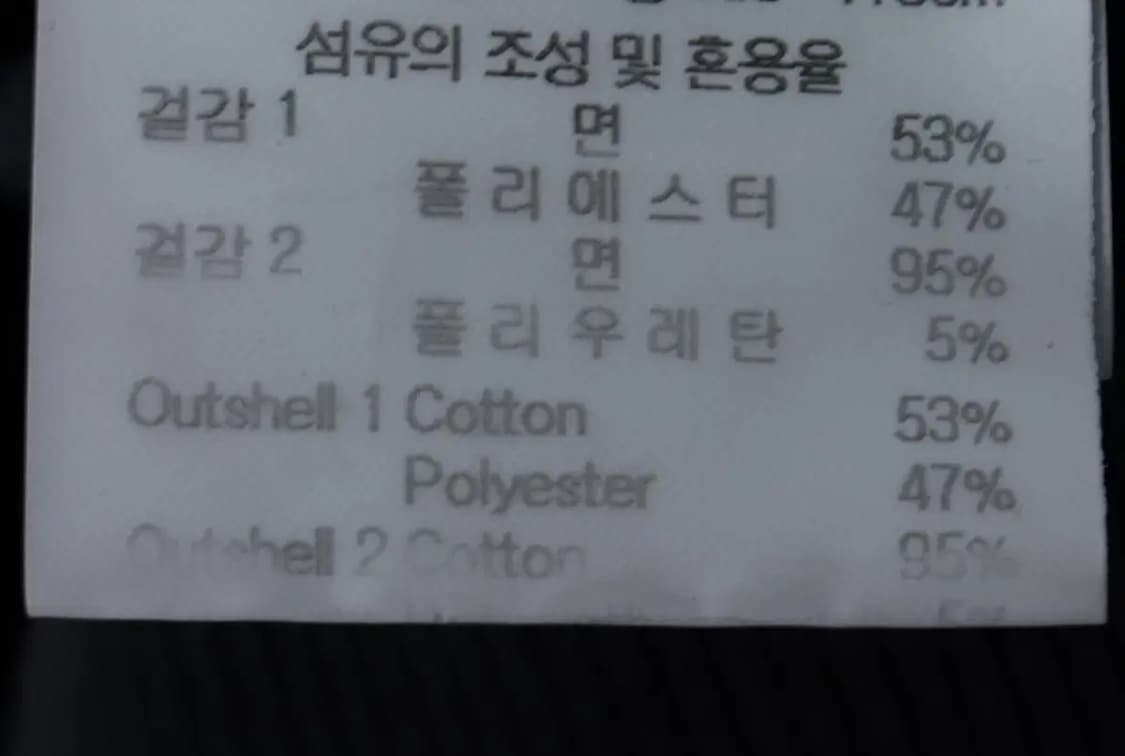 섬유의 조성 및 혼용율
겉감 1 면 53%
폴리에스터 47%
겉감 2 면 95%
폴리우레탄 5%
Outshell 1 Cotton 53%
Polyester 47%
Outshell 2 Cotton 95%